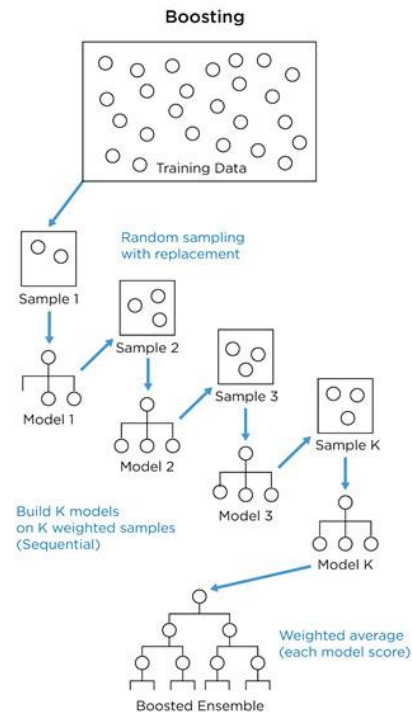 Boosting
Training Data
Random sampling
with replacement
Sample 1
Sample 2
Sample 3
Sample K
Model 1
Model 2
Model 3
Model K
Build K models
on K weighted samples
(Sequential)
Weighted average
(each model score)
Boosted Ensemble